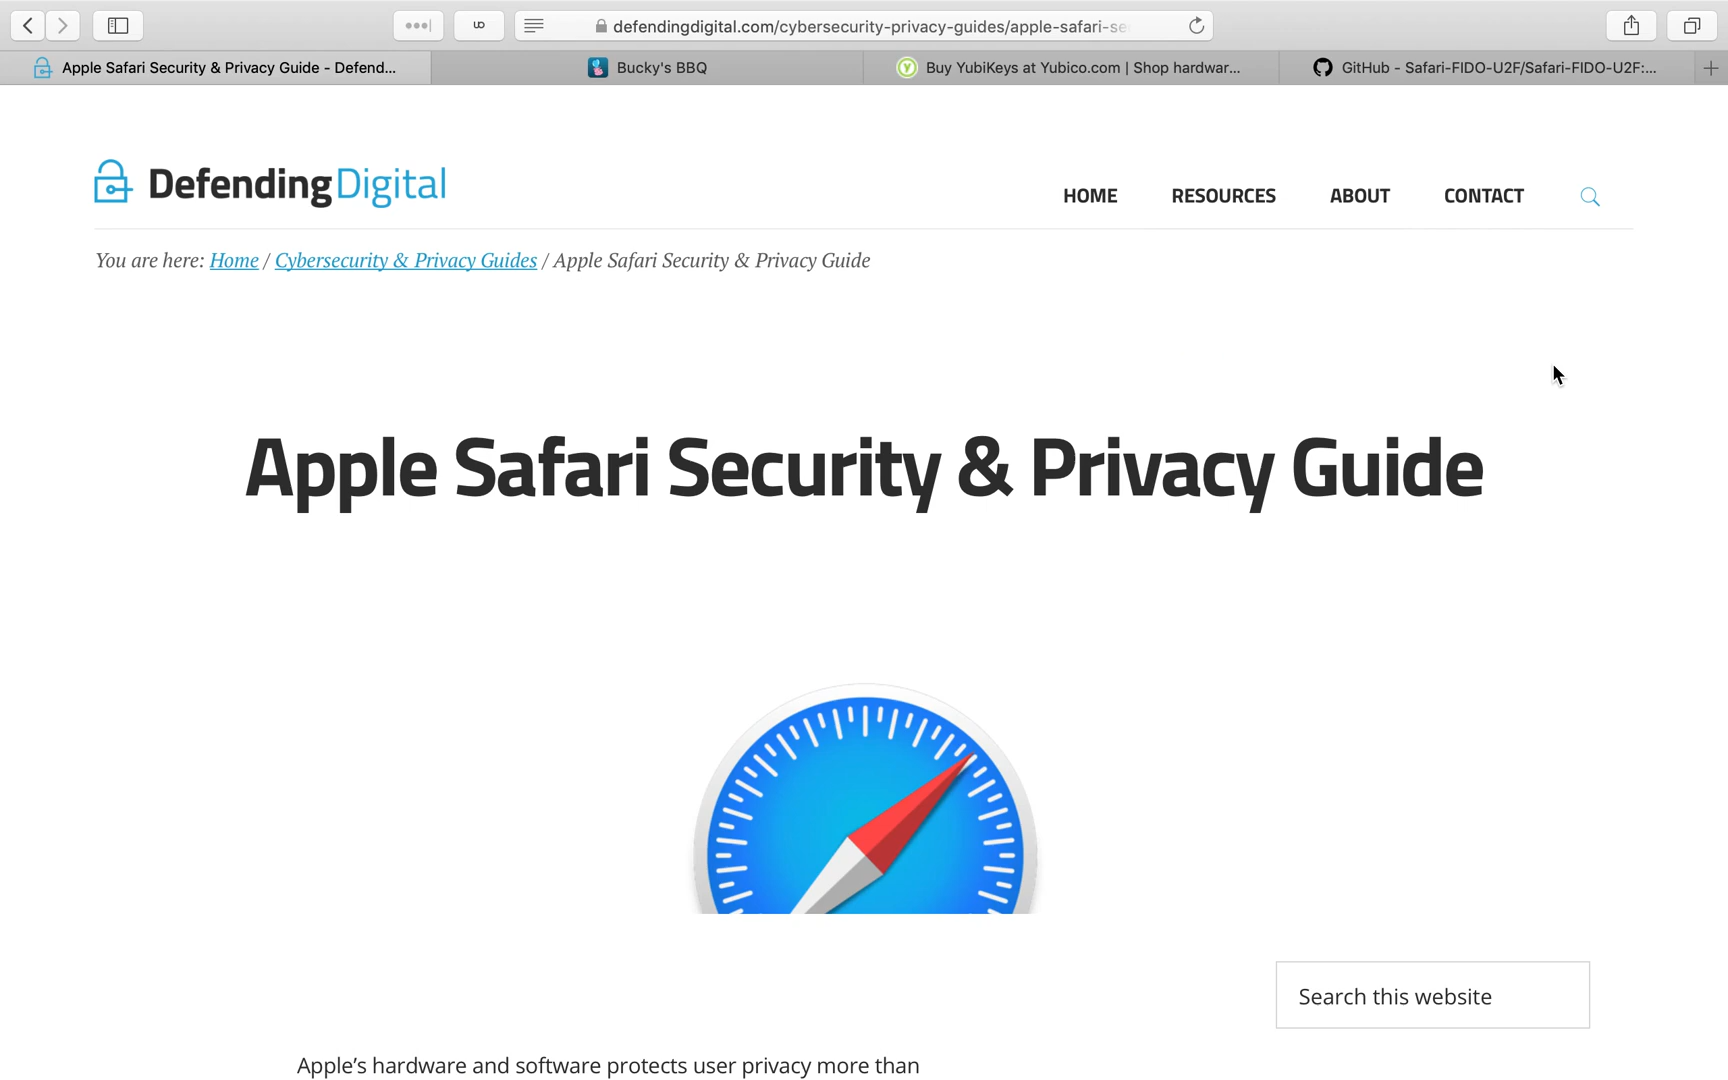 defendingdigital.com/cybersecurity-privacy-guides/apple-safari-se
Apple Safari Security & Privacy Guide - Defend...
Bucky's BBQ
Buy YubiKeys at Yubico.com | Shop hardwar...
GitHub - Safari-FIDO-U2F/Safari-FIDO-U2F:...
DefendingDigital
HOME
RESOURCES
ABOUT
CONTACT
You are here: Home / Cybersecurity & Privacy Guides / Apple Safari Security & Privacy Guide
Apple Safari Security & Privacy Guide
Search this website
Apple’s hardware and software protects user privacy more than